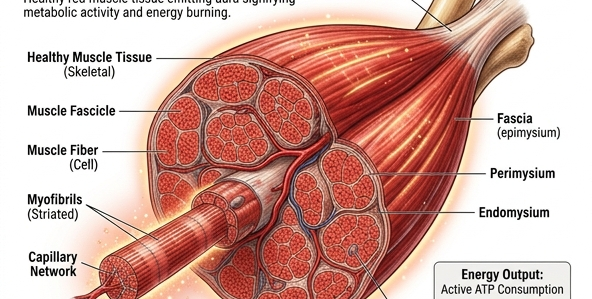 Healthy red muscle tissue emitting aura signifying
metabolic activity and energy burning.
Healthy Muscle Tissue
(Skeletal)
Muscle Fascicle
Muscle Fiber
(Cell)
Myofibrils
(Striated)
Capillary
Network
Fascia
(epimysium)
Perimysium
Endomysium
Energy Output:
Active ATP Consumption